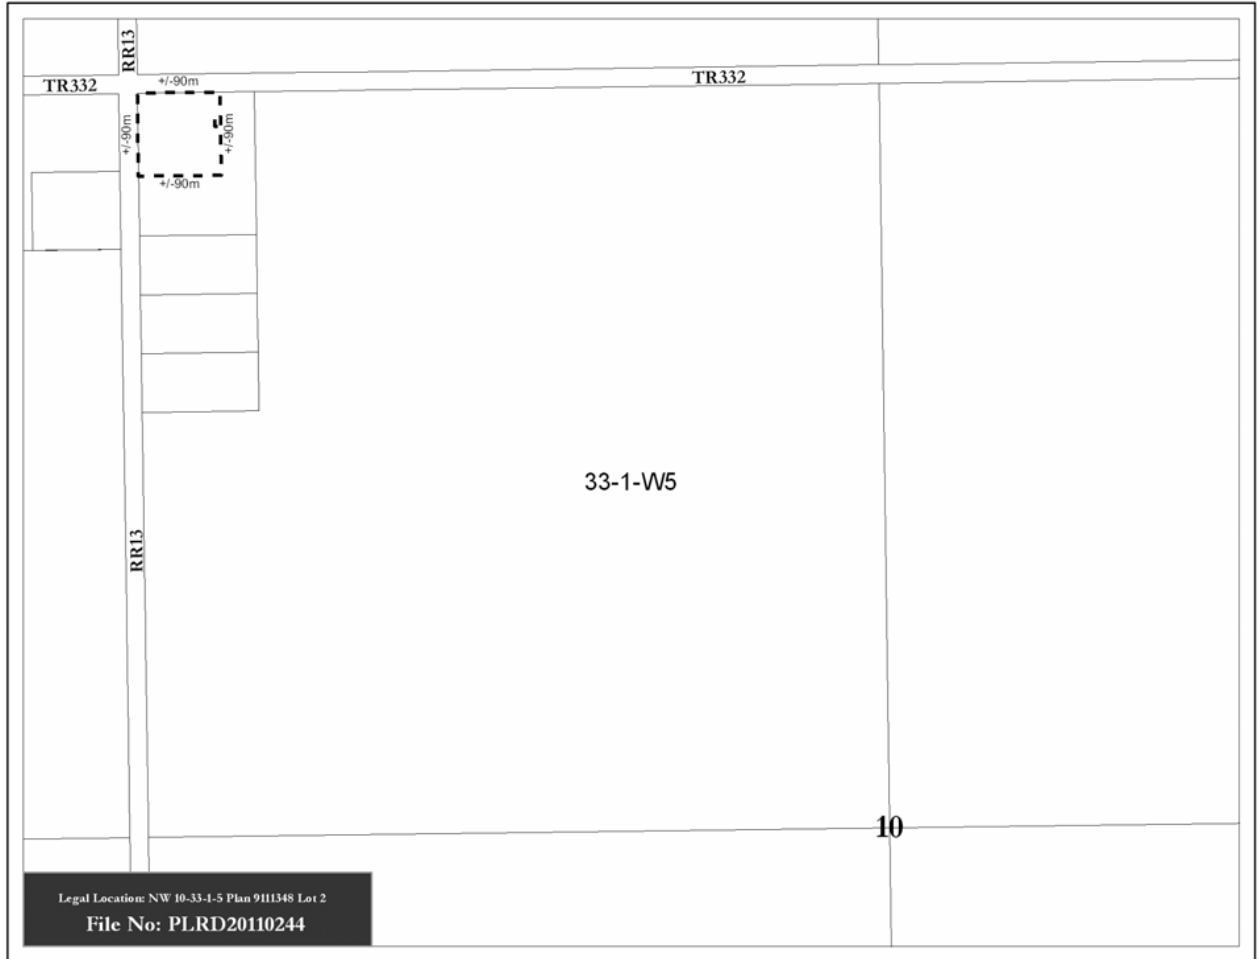 RR13
TR332
+/-90m
TR332
+/-90m
+/-90m
+/-90m
33-1-W5
RR13
10
Legal Location: NW 10-33-1-5 Plan 9111348 Lot 2
File No: PLRD20110244